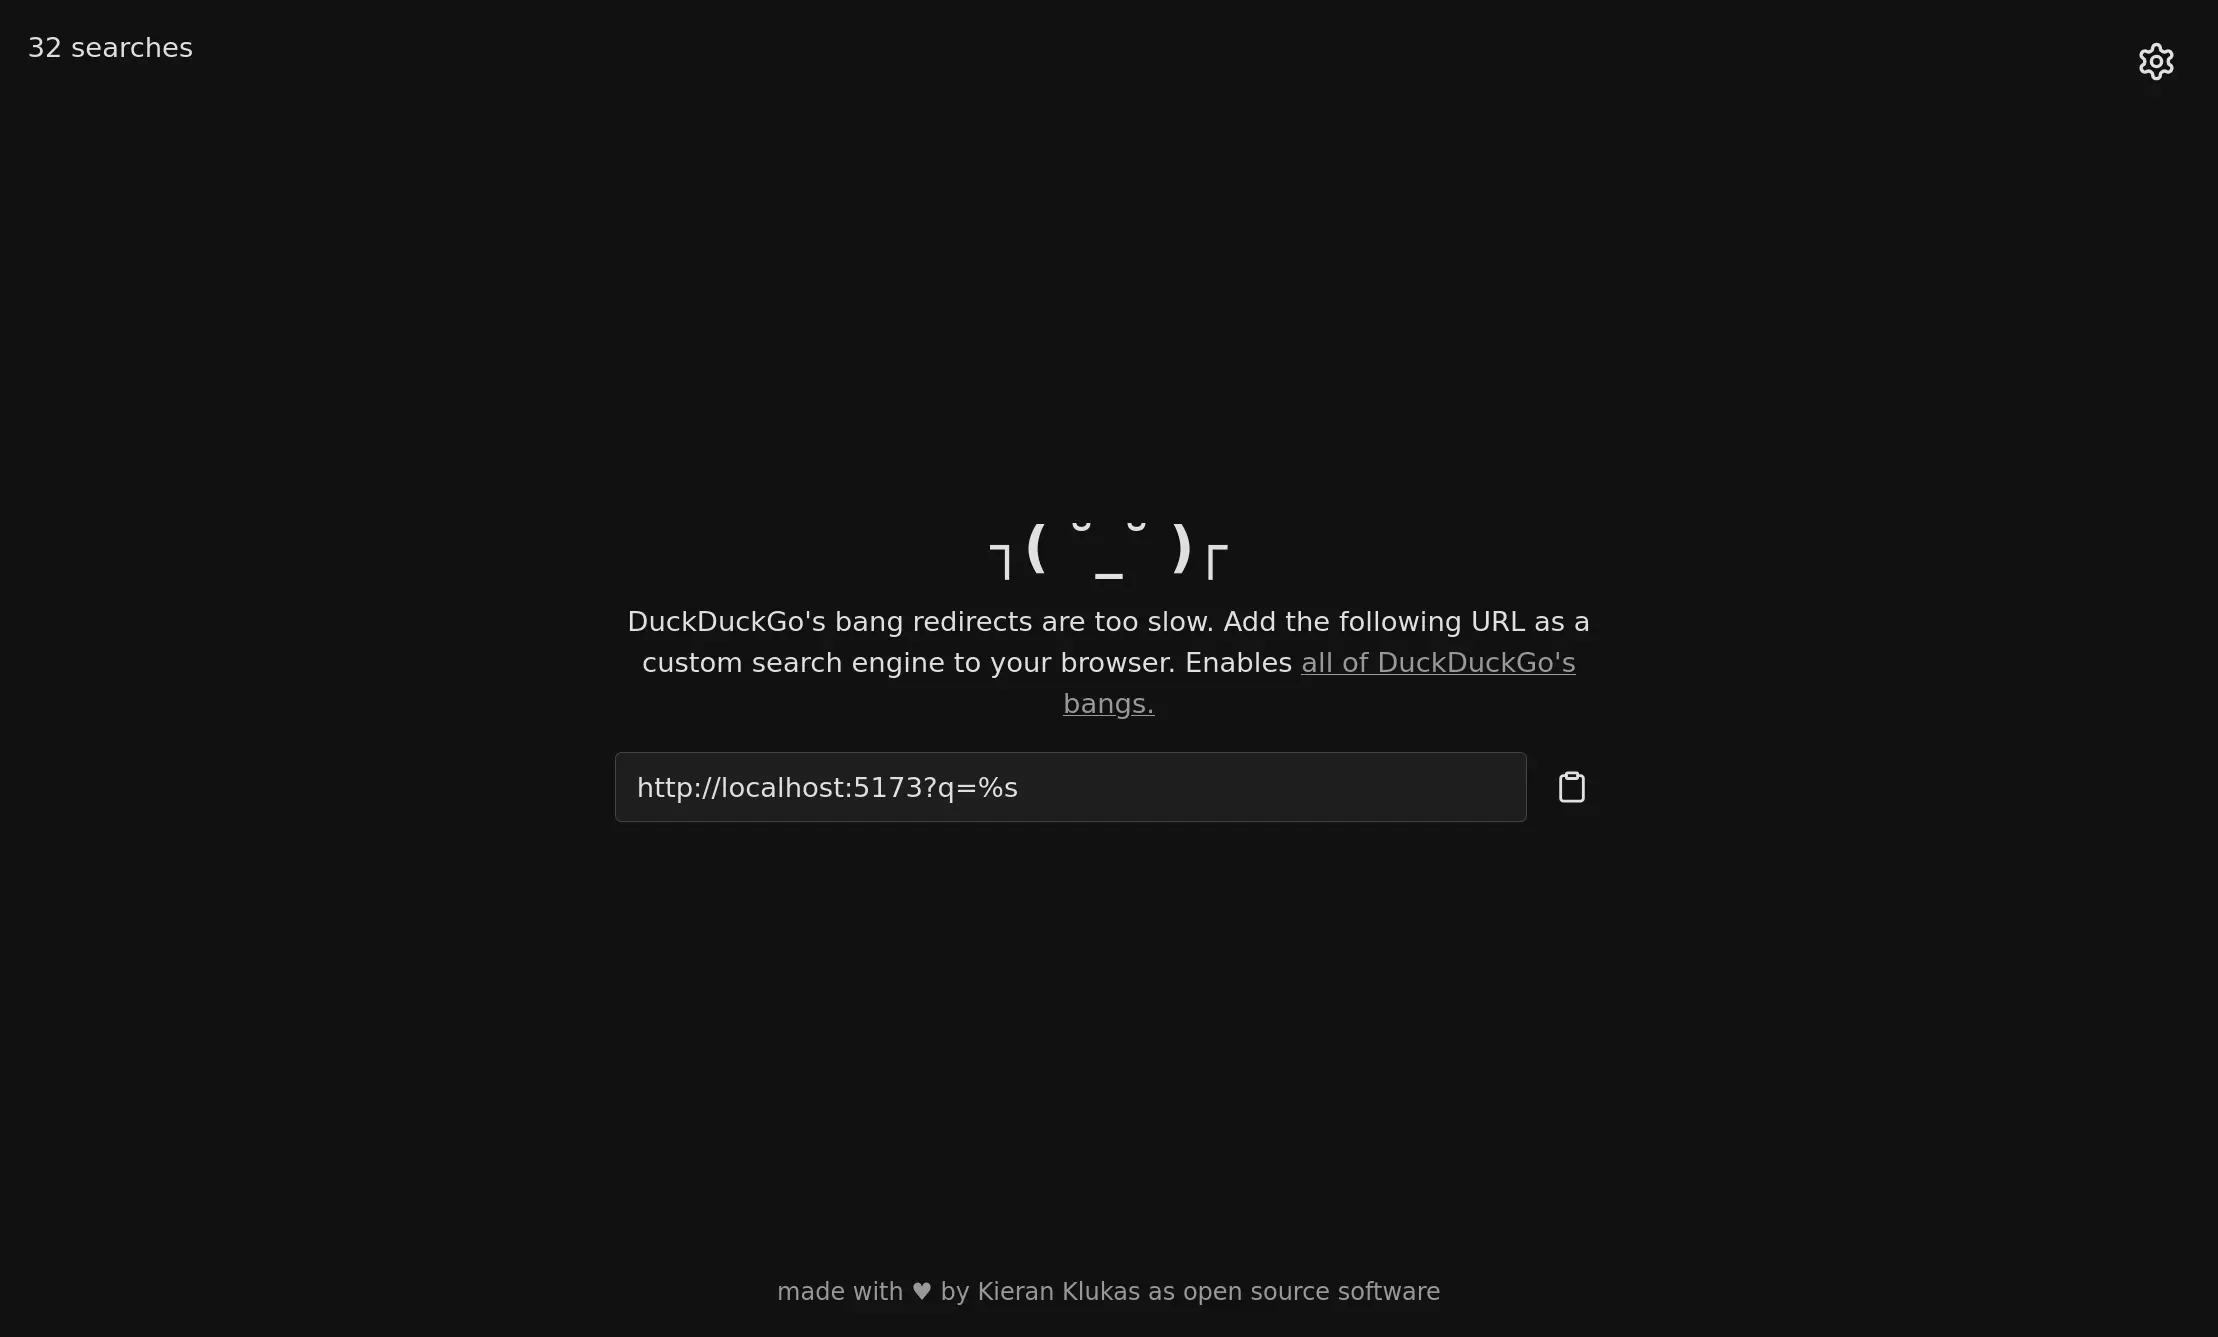 32 searches
┐( ˘_˘ )┌
DuckDuckGo's bang redirects are too slow. Add the following URL as a
custom search engine to your browser. Enables all of DuckDuckGo's
bangs.
http://localhost:5173?q=%s
made with ♥ by Kieran Klukas as open source software